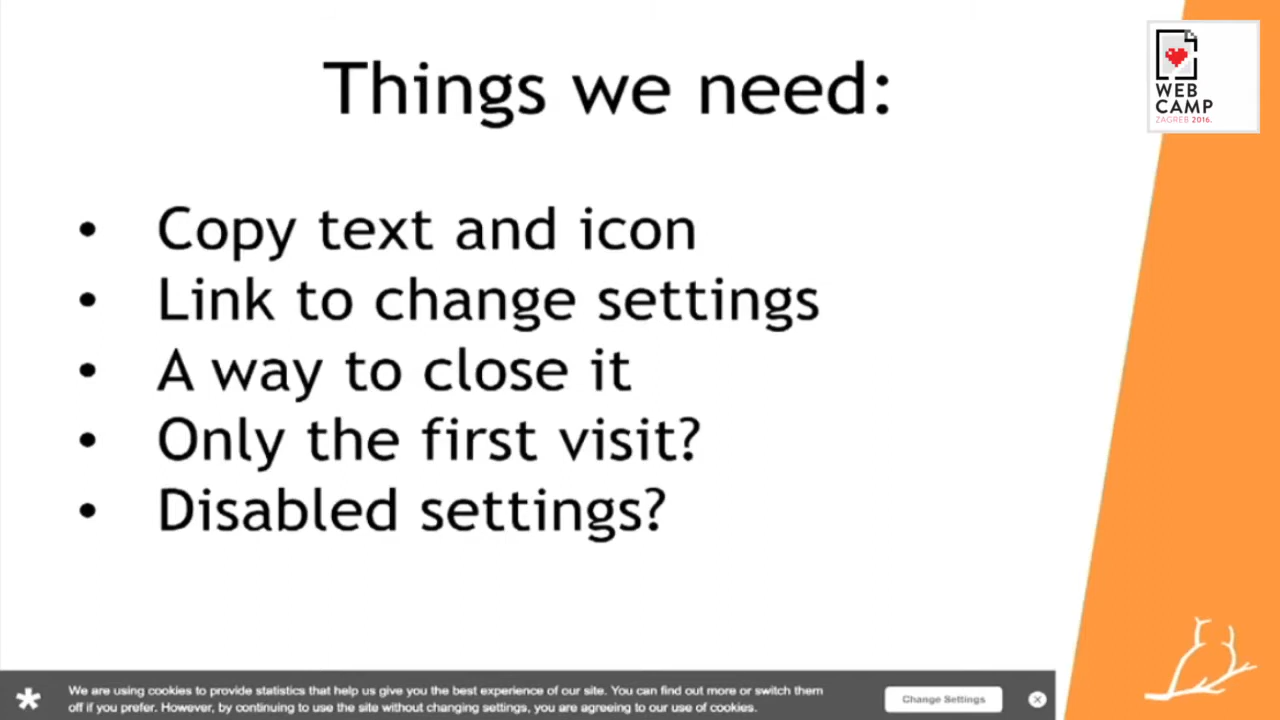 Things we need:
WEB
CAMP
ZAGREB 2016.
• Copy text and icon
• Link to change settings
• A way to close it
• Only the first visit?
• Disabled settings?
We are using cookies to provide statistics that help us give you the best experience of our site. You can find out more or switch them
off if you prefer. However, by continuing to use the site without changing settings, you are agreeing to our use of cookies.
Change Settings